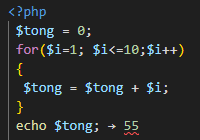 <?php
$tong = 0;
for($i=1; $i<=10;$i++)
{
$tong = $tong + $i;
}
echo $tong; → 55